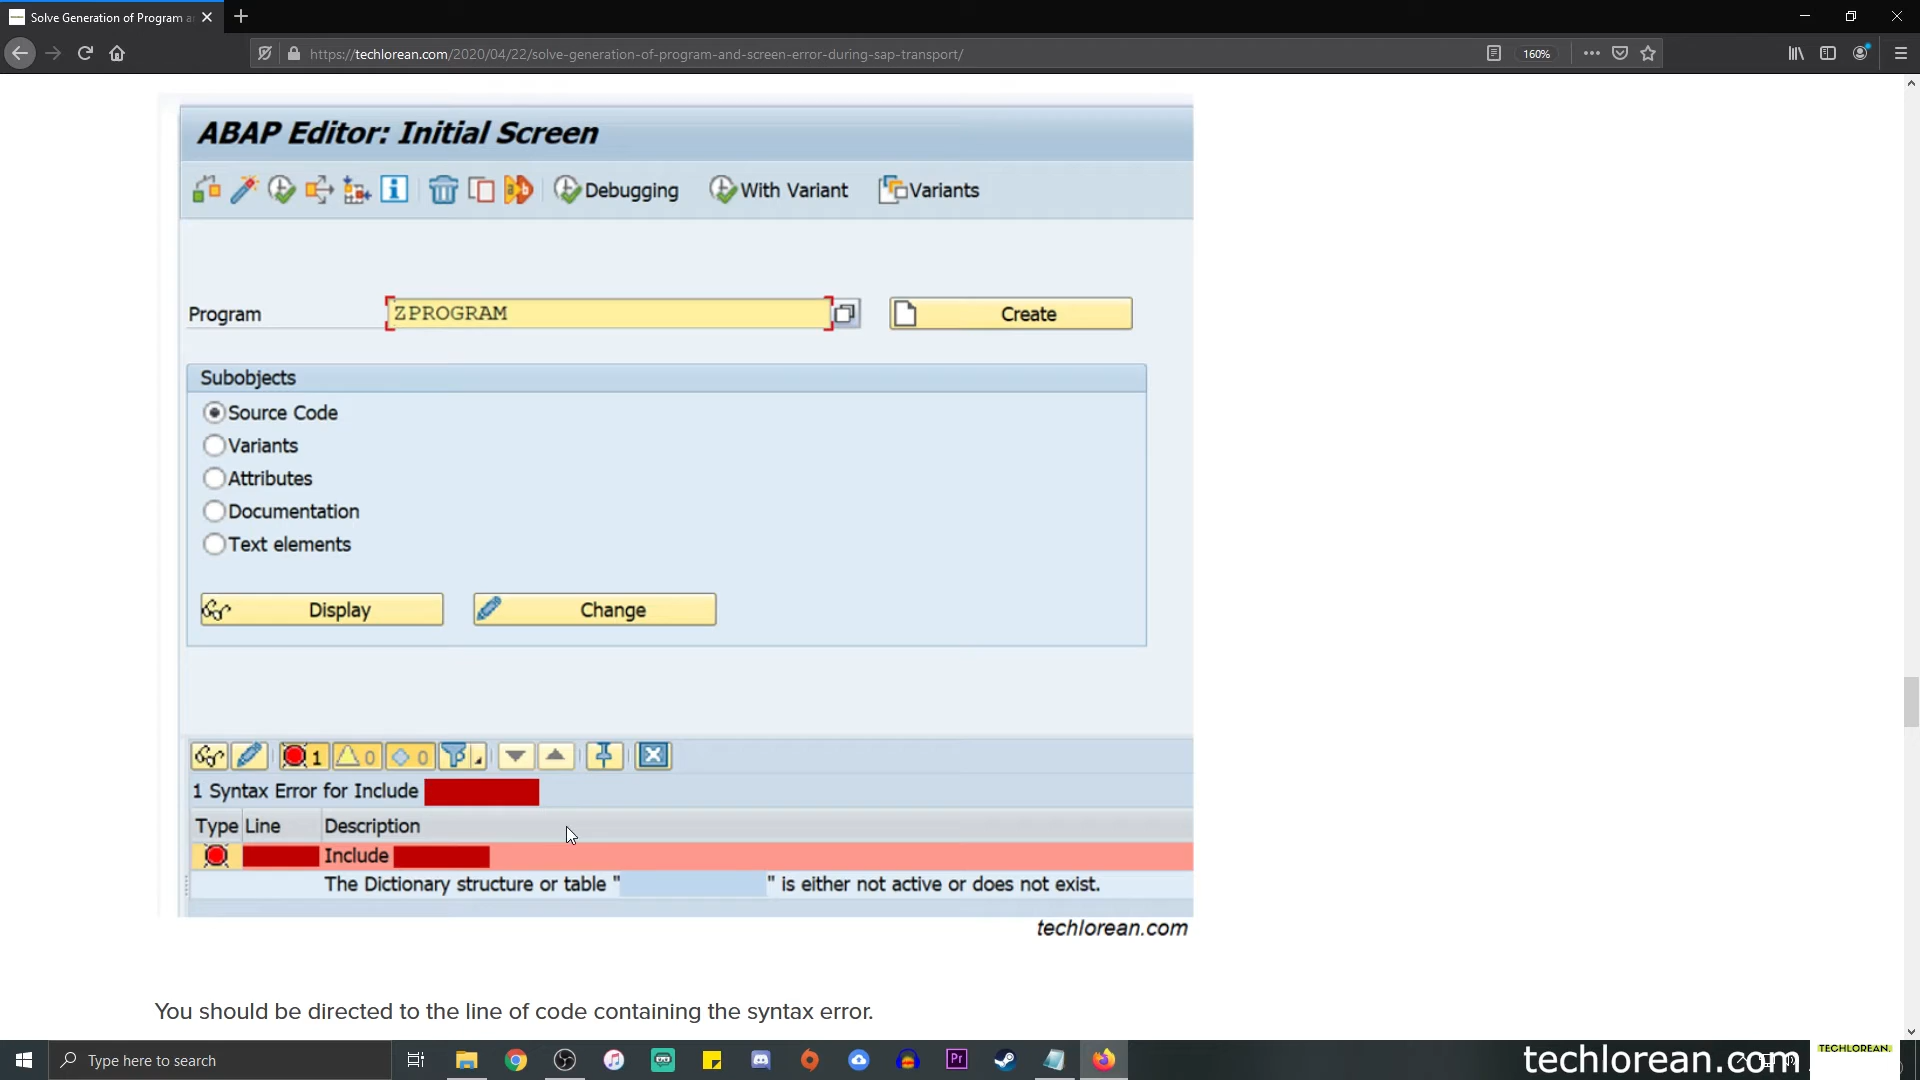 Solve Generation of Program a
https://techlorean.com/2020/04/22/solve-generation-of-program-and-screen-error-during-sap-transport/
160%
ABAP Editor: Initial Screen
Debugging With Variant Variants
Program ZPROGRAM Create
Subobjects
Source Code
Variants
Attributes
Documentation
Text elements
Display Change
1 0 0
1 Syntax Error for Include
Type Line Description
Include
The Dictionary structure or table " " is either not active or does not exist.
techlorean.com
You should be directed to the line of code containing the syntax error.
Type here to search
Pr
techlorean.com
TECHLOREAN.